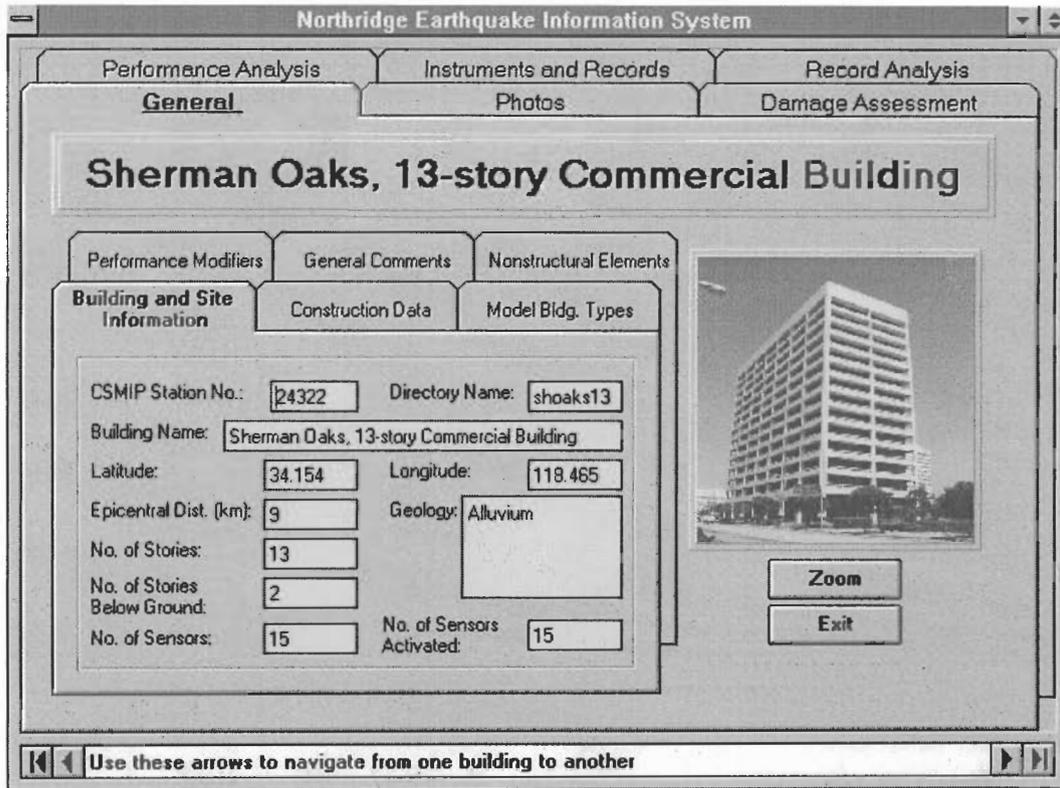 Northridge Earthquake Information System
Performance Analysis Instruments and Records Record Analysis
General Photos Damage Assessment
Sherman Oaks, 13-story Commercial Building
Performance Modifiers General Comments Nonstructural Elements
Building and Site Information Construction Data Model Bldg. Types
CSMIP Station No.: 24322 Directory Name: shoaks13
Building Name: Sherman Oaks, 13-story Commercial Building
Latitude: 34.154 Longitude: 118.465
Epicentral Dist. (km): 9 Geology: Alluvium
No. of Stories: 13
No. of Stories Below Ground: 2
No. of Sensors: 15 No. of Sensors Activated: 15
Zoom
Exit
Use these arrows to navigate from one building to another